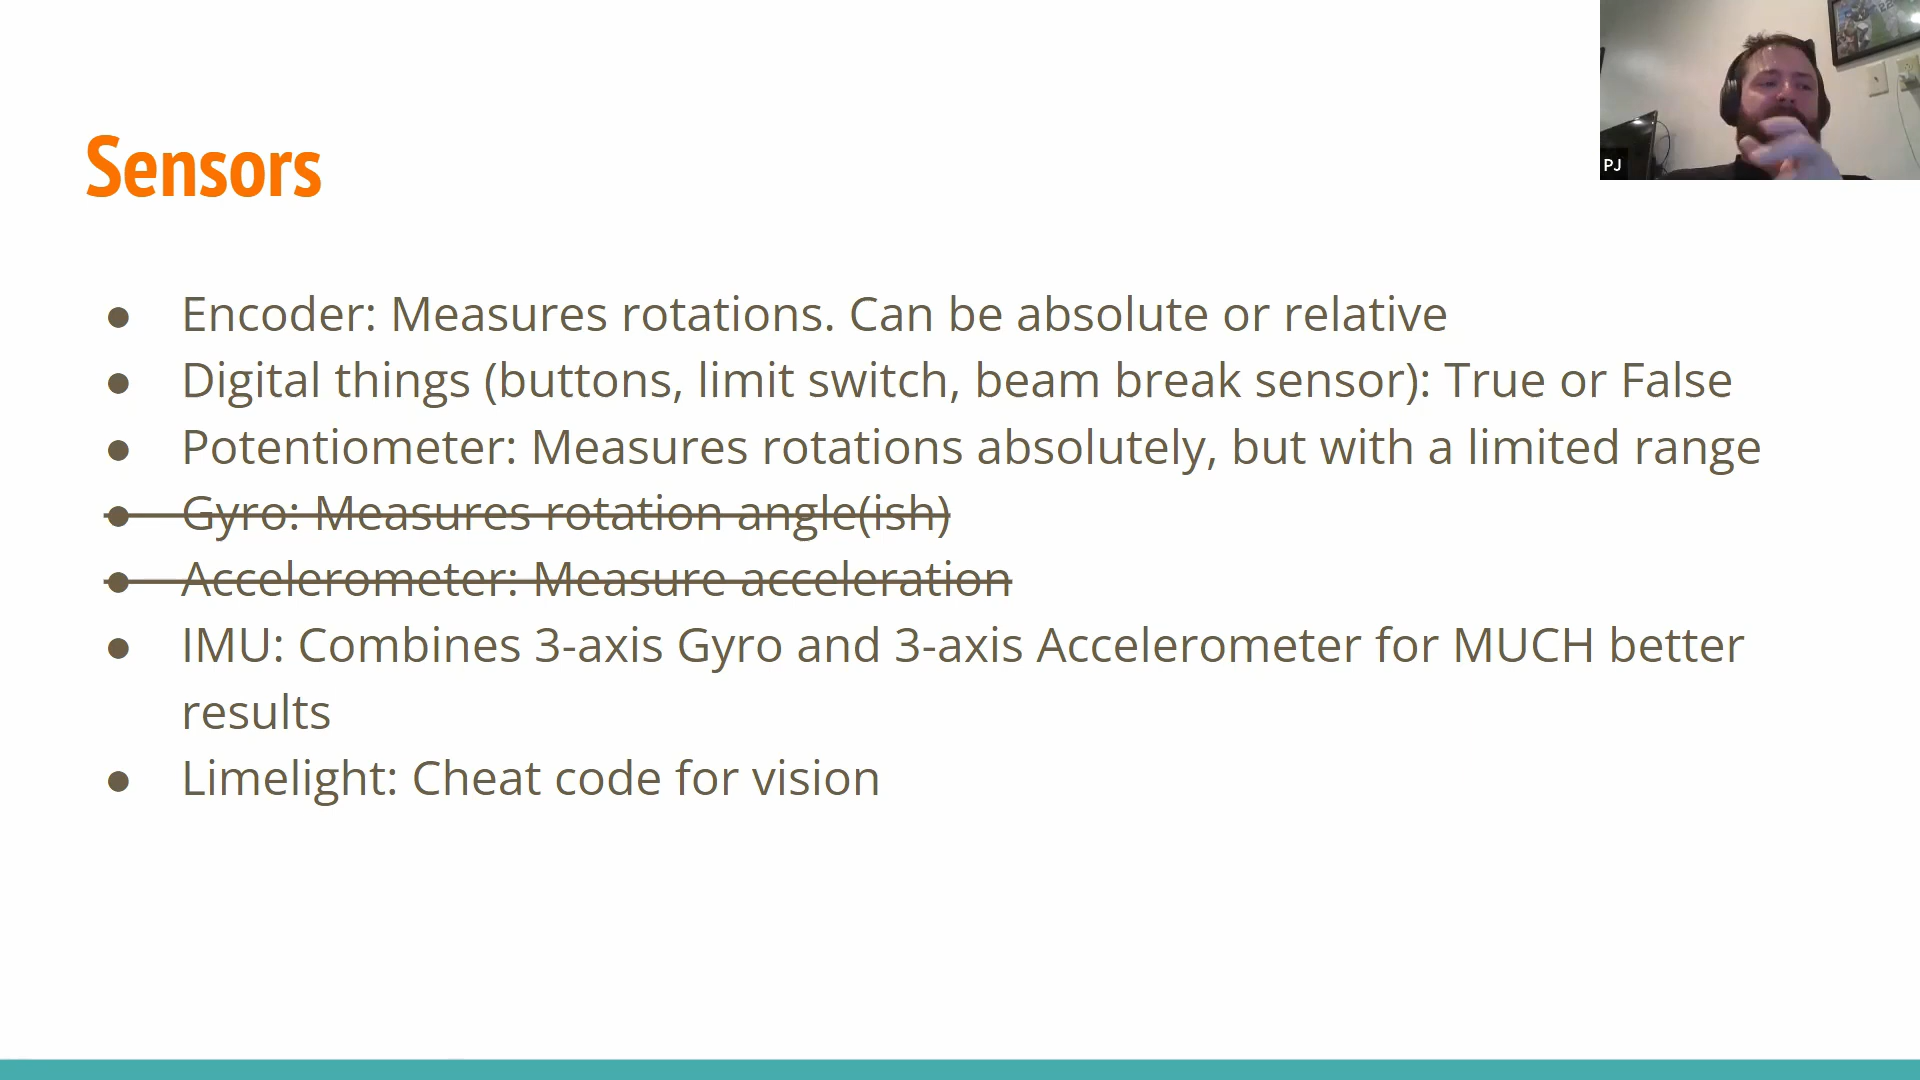 PJ
Sensors
● Encoder: Measures rotations. Can be absolute or relative
● Digital things (buttons, limit switch, beam break sensor): True or False
● Potentiometer: Measures rotations absolutely, but with a limited range
● Gyro: Measures rotation angle(ish)
● Accelerometer: Measure acceleration
● IMU: Combines 3-axis Gyro and 3-axis Accelerometer for MUCH better
results
● Limelight: Cheat code for vision